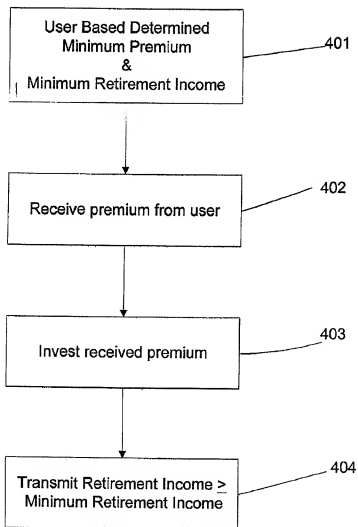 User Based Determined
Minimum Premium
&
Minimum Retirement Income
401
402
Receive premium from user
403
Invest received premium
404
Transmit Retirement Income ≥
Minimum Retirement Income